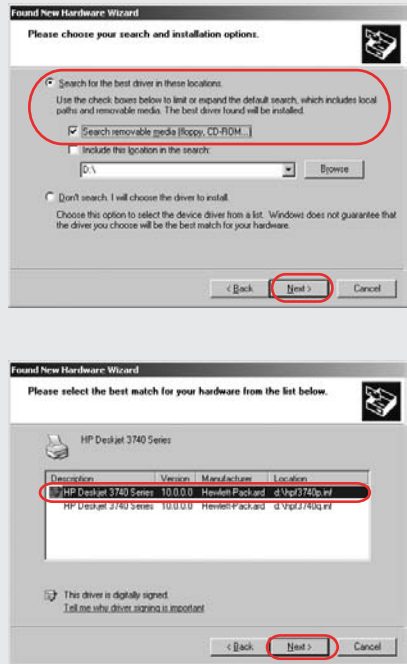 Found New Hardware Wizard
Please choose your search and installation options.
Search for the best driver in these locations.
Use the check boxes below to limit or expand the default search, which includes local
paths and removable media. The best driver found will be installed.
Search removable media (floppy, CD-ROM...)
Include this location in the search:
D:\
Browse
Don't search. I will choose the driver to install.
Choose this option to select the device driver from a list. Windows does not guarantee that
the driver you choose will be the best match for your hardware.
< Back Next > Cancel
Found New Hardware Wizard
Please select the best match for your hardware from the list below.
HP Deskjet 3740 Series
Description Version Manufacturer Location
HP Deskjet 3740 Series 10.0.0.0 Hewlett-Packard d:\hpf3740p.inf
HP Deskjet 3740 Series 10.0.0.0 Hewlett-Packard d:\hpf3740q.inf
This driver is digitally signed.
Tell me why driver signing is important
< Back Next > Cancel